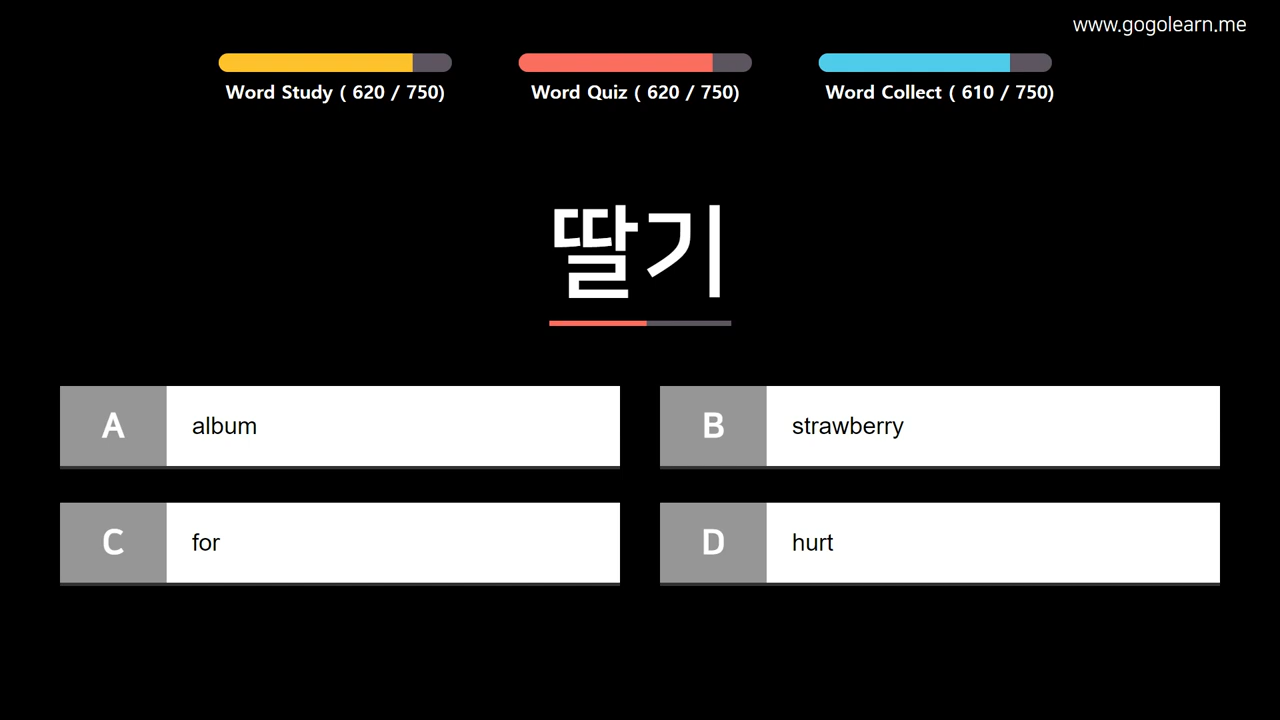 www.gogolearn.me
Word Study ( 620 / 750)
Word Quiz ( 620 / 750)
Word Collect ( 610 / 750)
딸기
A album
B strawberry
C for
D hurt